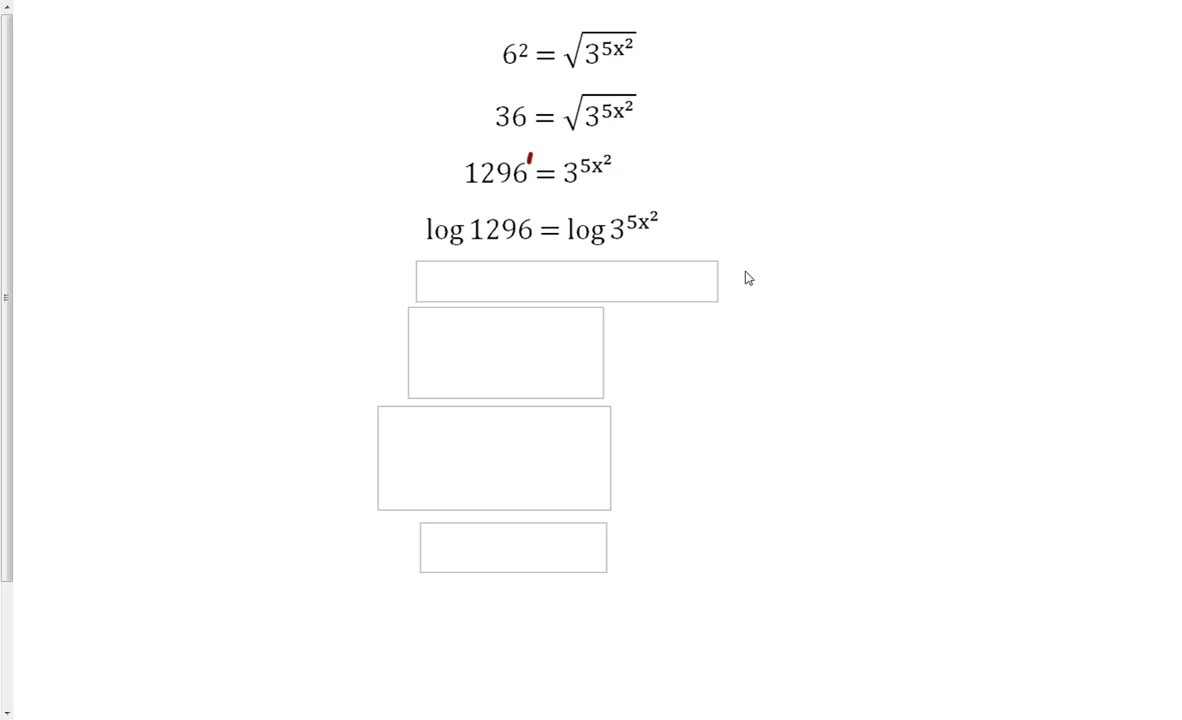 6² = √3^5x²
36 = √3^5x²
1296 = 3^5x²
log 1296 = log 3^5x²